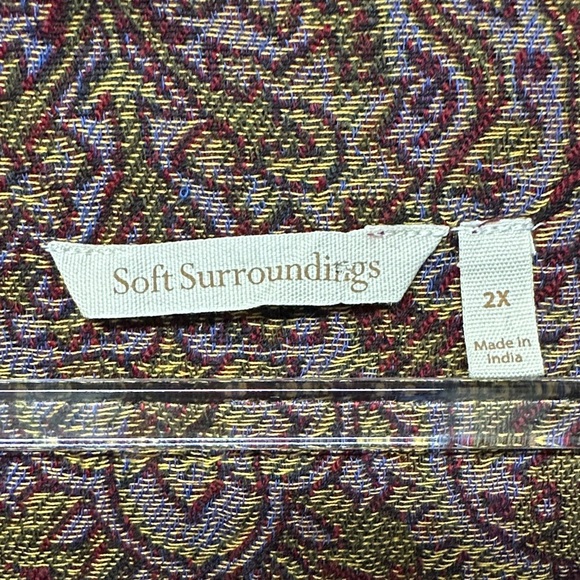 Soft Surroundings
2X
Made in
India